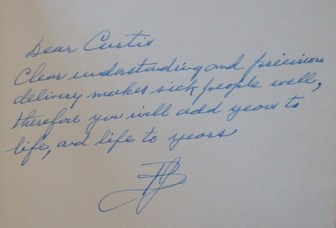 Dear Curtis
Clear understanding and precision
delivery makes sick people well,
therefore you will add years to
life, and life to years